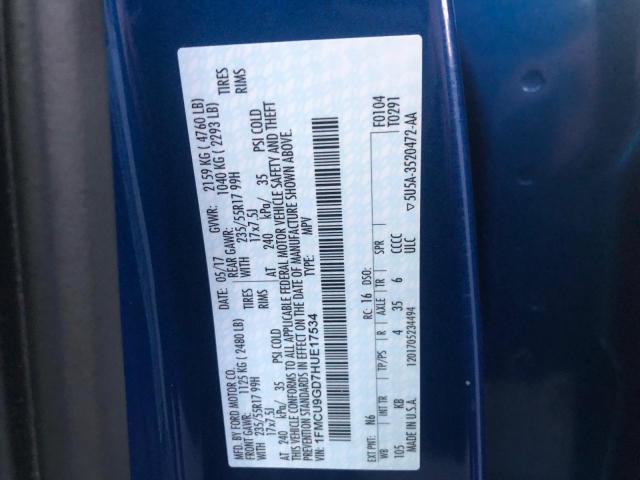 MFD. BY FORD MOTOR CO.
DATE: 05/17 GVWR: 2159 KG ( 4760 LB)
FRONT GAWR: 1125 KG ( 2480 LB) REAR GAWR: 1040 KG ( 2293 LB)
235/55R17 99H TIRES WITH 235/55R17 99H TIRES
17x7.5J RIMS 17x7.5J RIMS
AT 240 kPa/ 35 PSI COLD AT 240 kPa/ 35 PSI COLD
THIS VEHICLE CONFORMS TO ALL APPLICABLE FEDERAL MOTOR VEHICLE SAFETY AND THEFT
PREVENTION STANDARDS IN EFFECT ON THE DATE OF MANUFACTURE SHOWN ABOVE.
1FMCU9GD7HUE17534 TYPE: MPV
F0104
T0291
EXT PNT: N6 RC: 16 DSO:
WB INT TR TP/PS R AXLE TR SPR
105 KB 4 35 6 CCCC
ULC ▽5U5A-3520472-AA
MADE IN U.S.A. 1201705234494